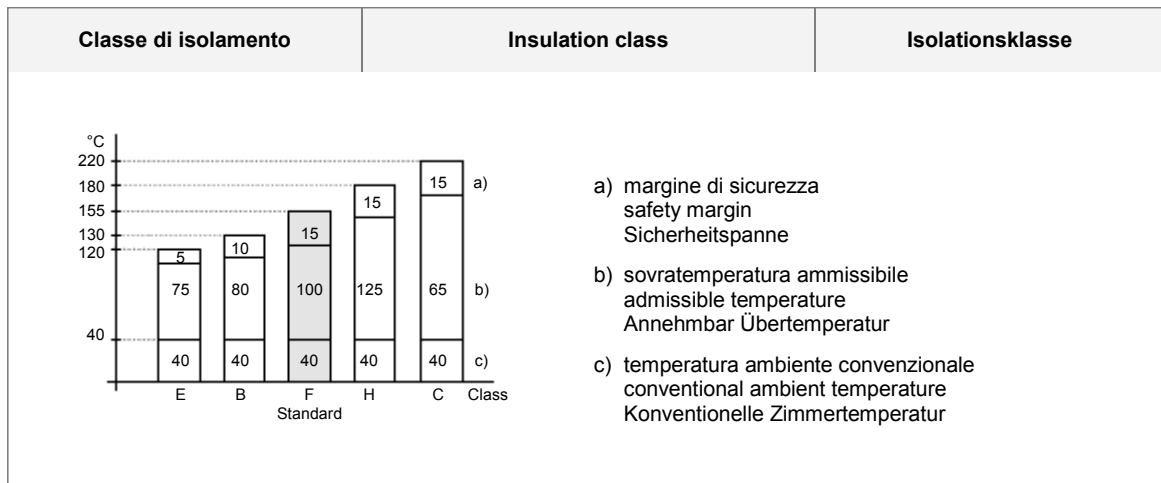 Classe di isolamento Insulation class Isolationsklasse
°C
220
180
155
130
120
40
15 a)
15
15
10
5
75 80 100 125 65 b)
40 40 40 40 40 c)
E B F H C Class
Standard
a) margine di sicurezza
safety margin
Sicherheitspanne
b) sovratemperatura ammissibile
admissible temperature
Annehmbar Übertemperatur
c) temperatura ambiente convenzionale
conventional ambient temperature
Konventionelle Zimmertemperatur